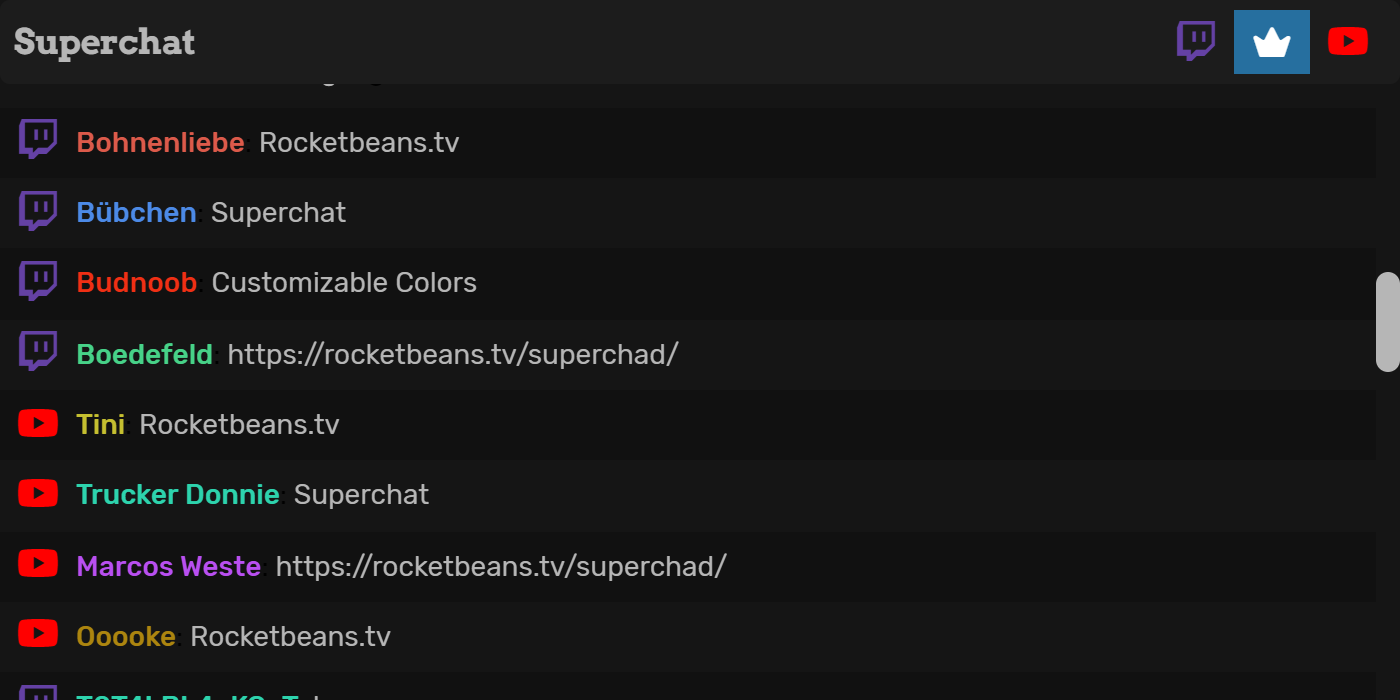 Superchat
Bohnenliebe: Rocketbeans.tv
Bübchen: Superchat
Budnoob: Customizable Colors
Boedefeld: https://rocketbeans.tv/superchad/
Tini: Rocketbeans.tv
Trucker Donnie: Superchat
Marcos Weste: https://rocketbeans.tv/superchad/
Ooooke: Rocketbeans.tv